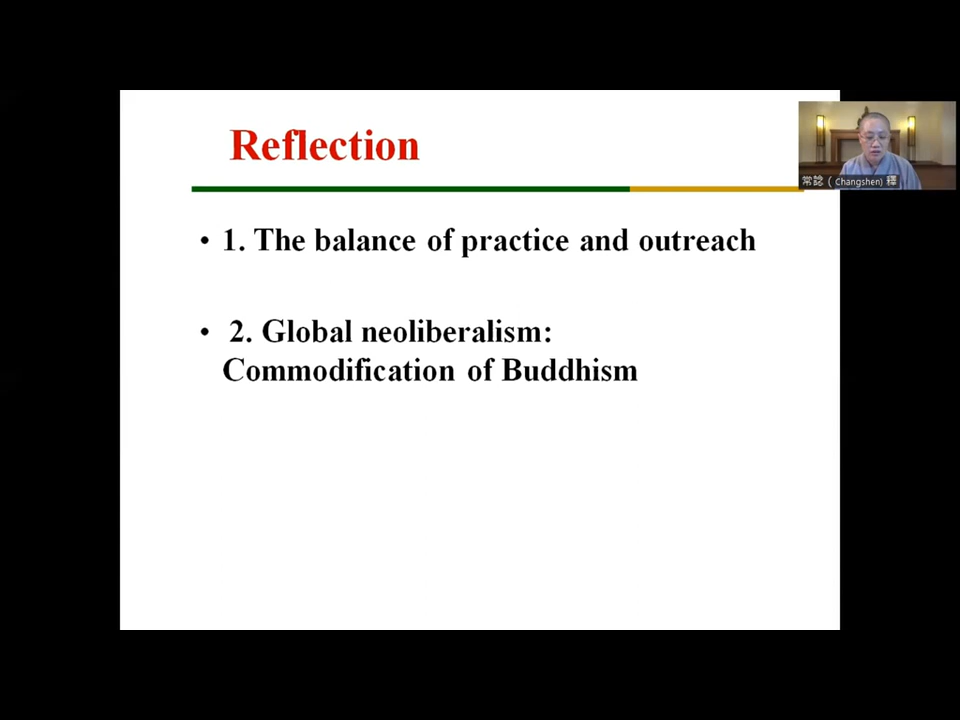 Reflection
• 1. The balance of practice and outreach
• 2. Global neoliberalism:
Commodification of Buddhism
常諗 ( Changshen) 釋